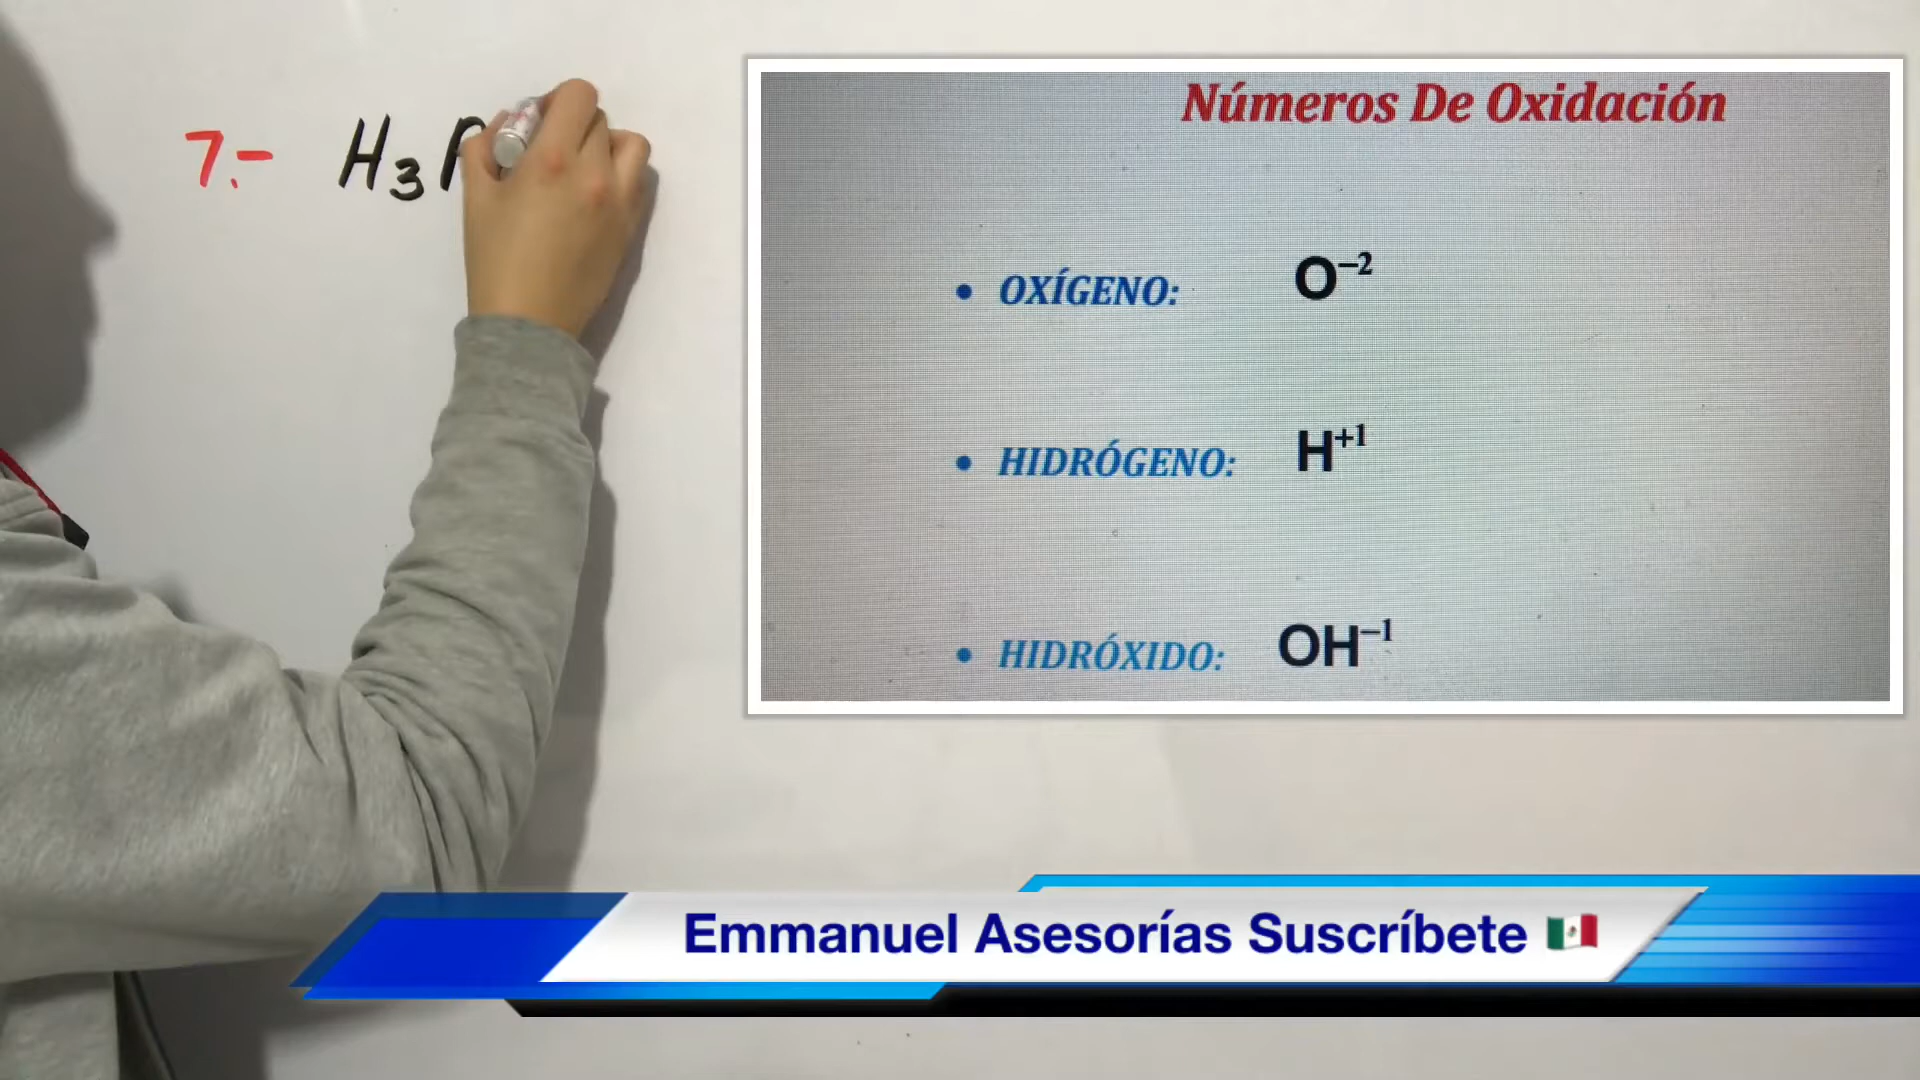 7.- H₃P
Números De Oxidación
• OXÍGENO: O⁻²
• HIDRÓGENO: H⁺¹
• HIDRÓXIDO: OH⁻¹
Emmanuel Asesorías Suscríbete 🇲🇽